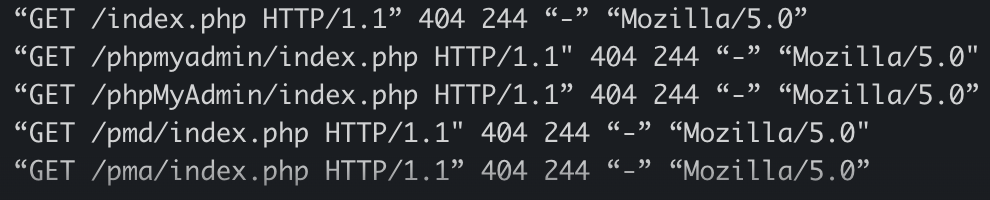 “GET /index.php HTTP/1.1” 404 244 “-” “Mozilla/5.0”
“GET /phpmyadmin/index.php HTTP/1.1" 404 244 “-” “Mozilla/5.0"
“GET /phpMyAdmin/index.php HTTP/1.1” 404 244 “-” “Mozilla/5.0”
“GET /pmd/index.php HTTP/1.1" 404 244 “-” “Mozilla/5.0"
“GET /pma/index.php HTTP/1.1” 404 244 “-” “Mozilla/5.0”